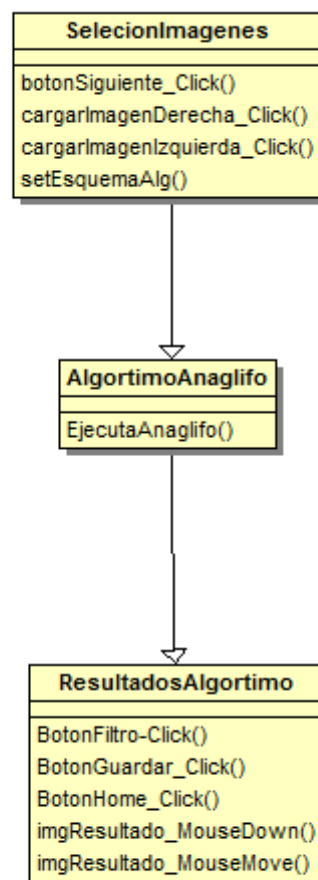 SelecionImagenes
botonSiguiente_Click()
cargarImagenDerecha_Click()
cargarImagenIzquierda_Click()
setEsquemaAlg()
AlgortimoAnaglifo
EjecutaAnaglifo()
ResultadosAlgortimo
BotonFiltro-Click()
BotonGuardar_Click()
BotonHome_Click()
imgResultado_MouseDown()
imgResultado_MouseMove()